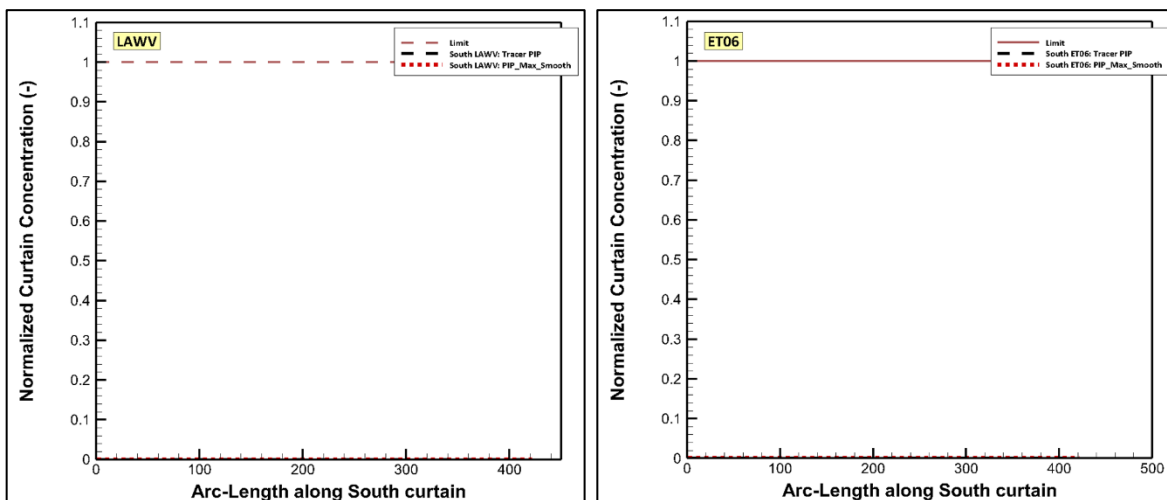 LAWV
Limit
South LAWV: Tracer PIP
South LAWV: PIP_Max_Smooth
Normalized Curtain Concentration (-)
1.1
1
0.9
0.8
0.7
0.6
0.5
0.4
0.3
0.2
0.1
0
0 100 200 300 400
Arc-Length along South curtain
ET06
Limit
South ET06: Tracer PIP
South ET06: PIP_Max_Smooth
Normalized Curtain Concentration (-)
1.1
1
0.9
0.8
0.7
0.6
0.5
0.4
0.3
0.2
0.1
0
0 100 200 300 400 500
Arc-Length along South curtain